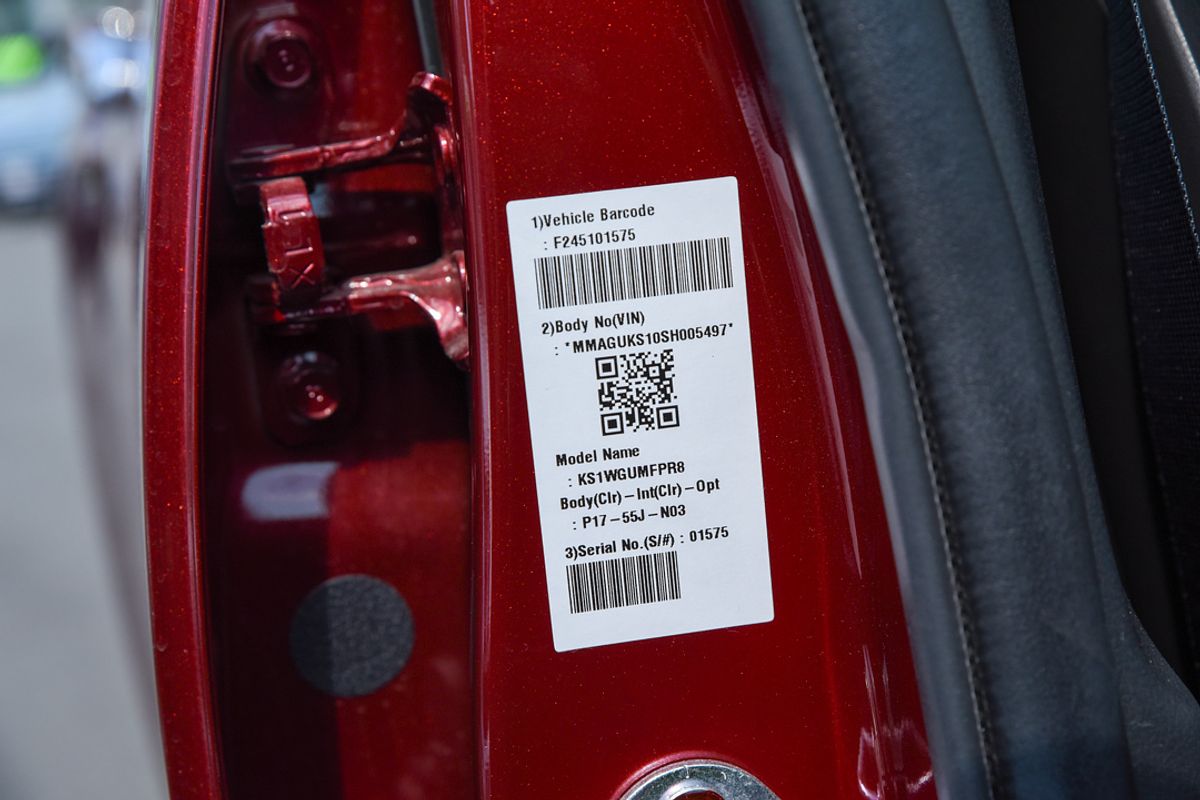 1)Vehicle Barcode
: F245101575
2)Body No(VIN)
: *MMAGUKS10SH005497*
Model Name
: KS1WGUMFPR8
Body(Clr)–Int(Clr)–Opt
: P17–55J–N03
3)Serial No.(S/#) : 01575